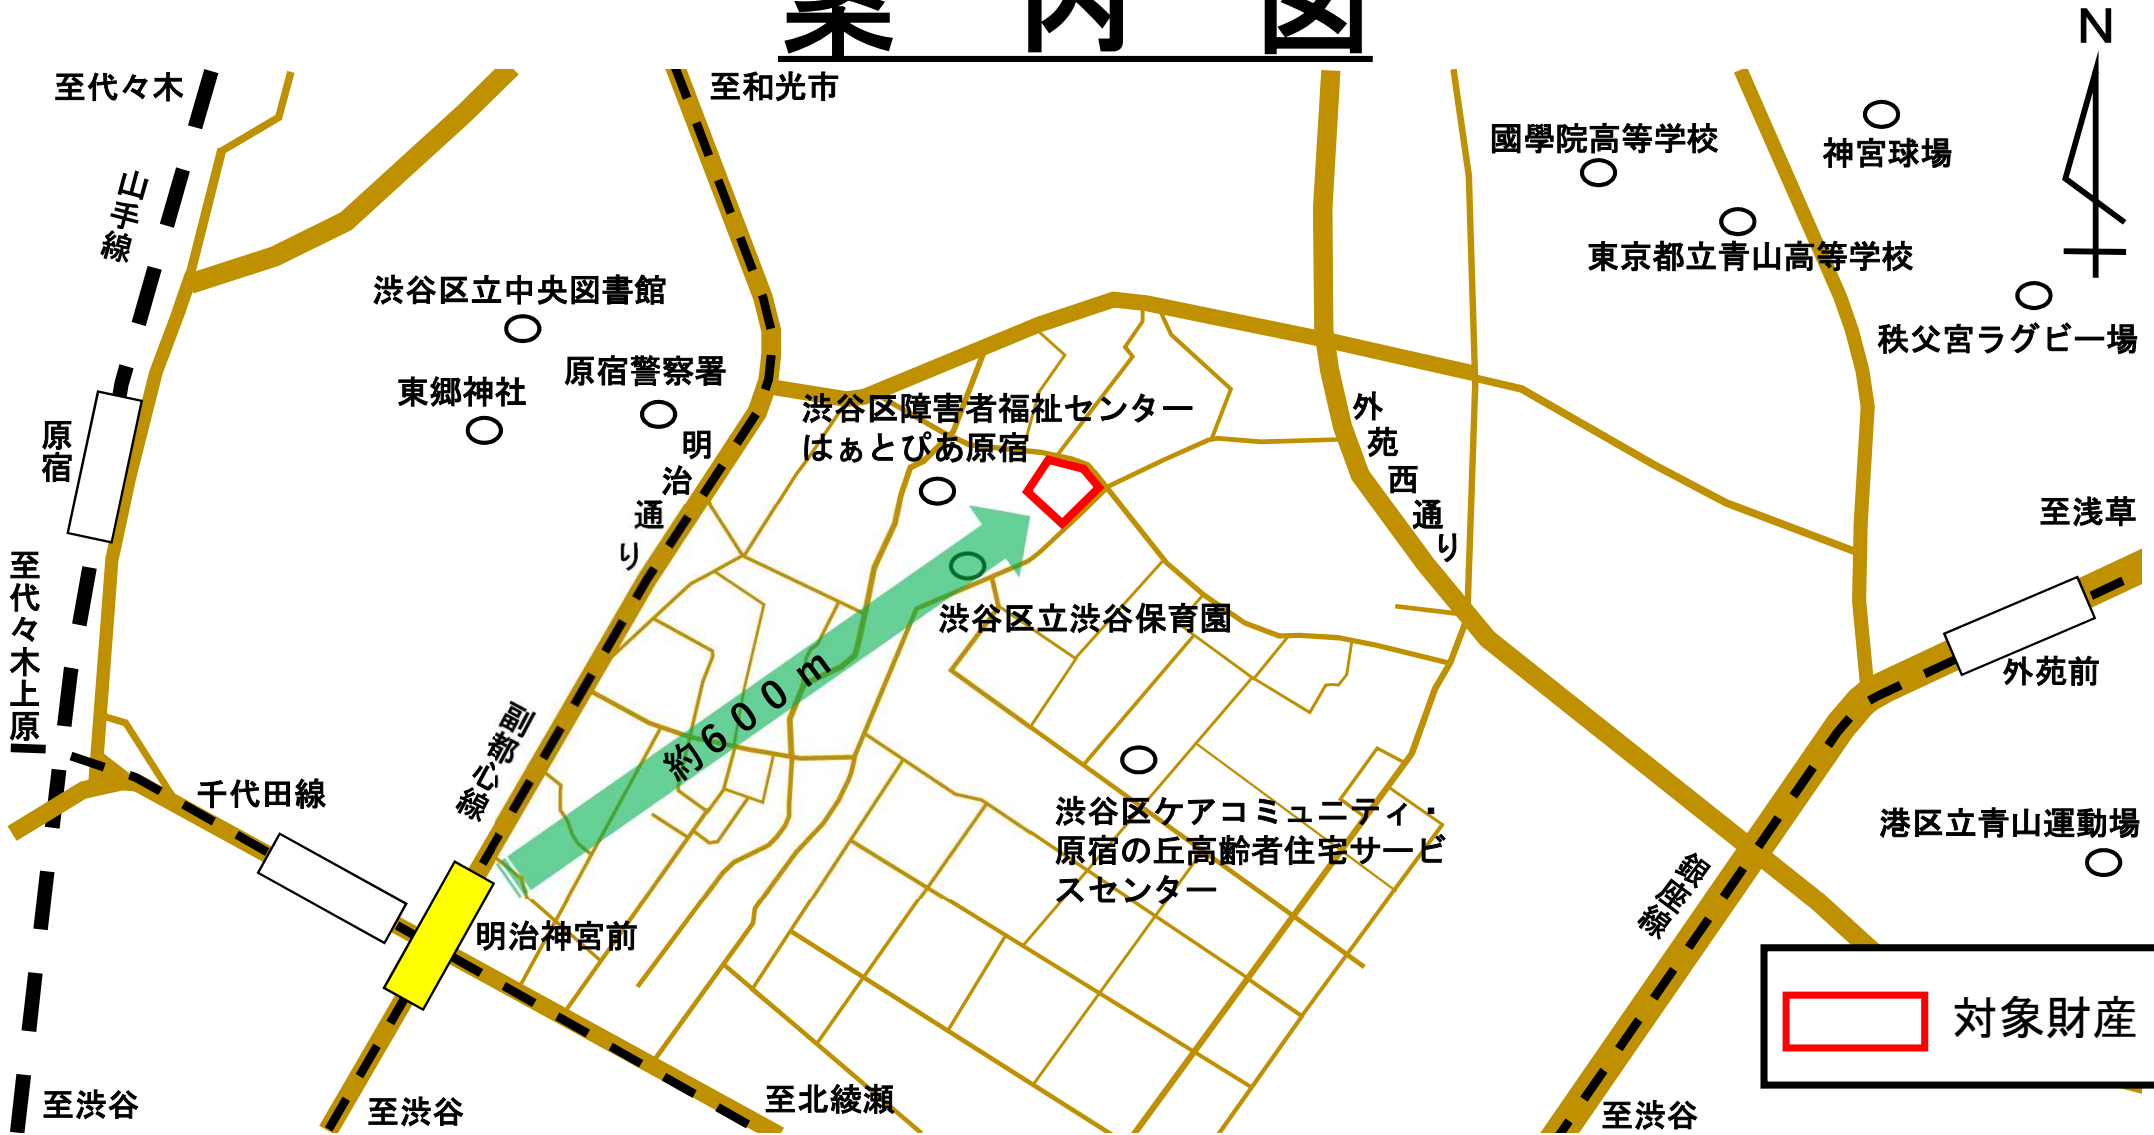 案内図
N
至代々木
至和光市
山手線
國學院高等学校
神宮球場
東京都立青山高等学校
渋谷区立中央図書館
秩父宮ラグビー場
原宿警察署
東郷神社
渋谷区障害者福祉センター
はぁとぴあ原宿
外苑西通り
原宿
明治通り
至浅草
至代々木上原
渋谷区立渋谷保育園
外苑前
約600m
副都心線
千代田線
渋谷区ケアコミュニティ・
原宿の丘高齢者住宅サービ
スセンター
港区立青山運動場
銀座線
明治神宮前
対象財産
至渋谷
至渋谷
至北綾瀬
至渋谷